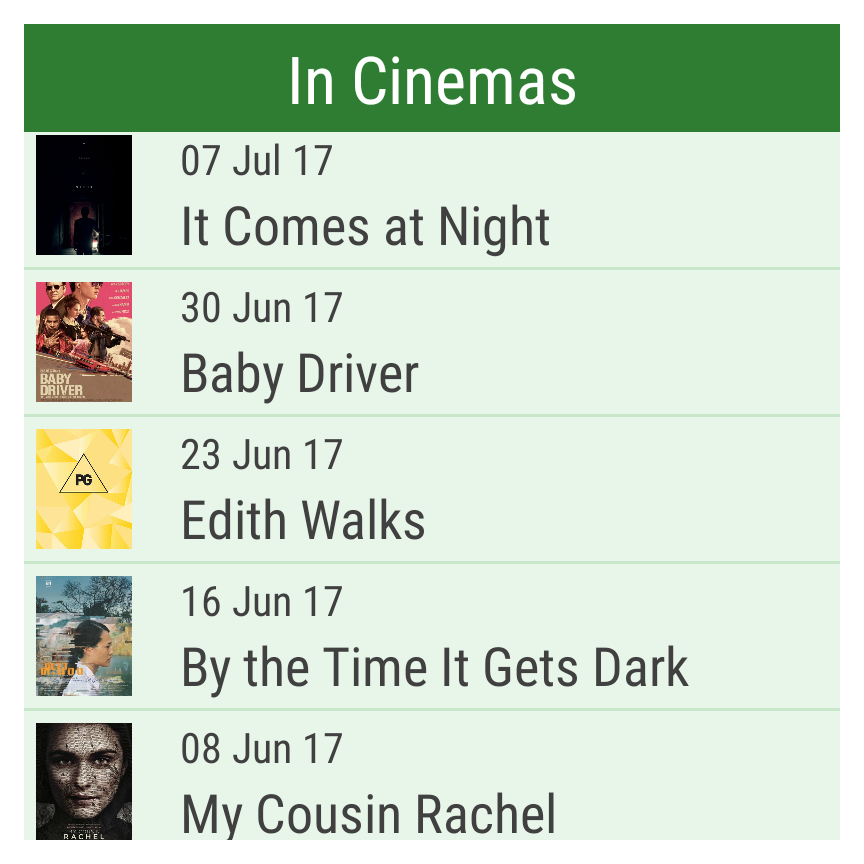 In Cinemas
07 Jul 17
It Comes at Night
30 Jun 17
Baby Driver
BABY
DRIVER
23 Jun 17
PG
Edith Walks
16 Jun 17
By the Time It Gets Dark
08 Jun 17
My Cousin Rachel
RACHEL